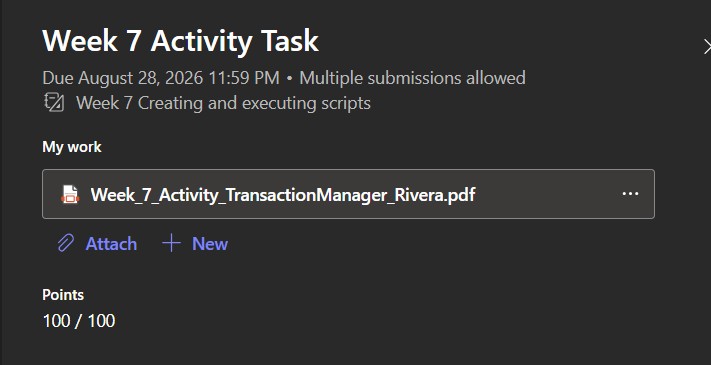 Week 7 Activity Task
Due August 28, 2026 11:59 PM • Multiple submissions allowed
Week 7 Creating and executing scripts
My work
Week_7_Activity_TransactionManager_Rivera.pdf
Attach
New
Points
100 / 100